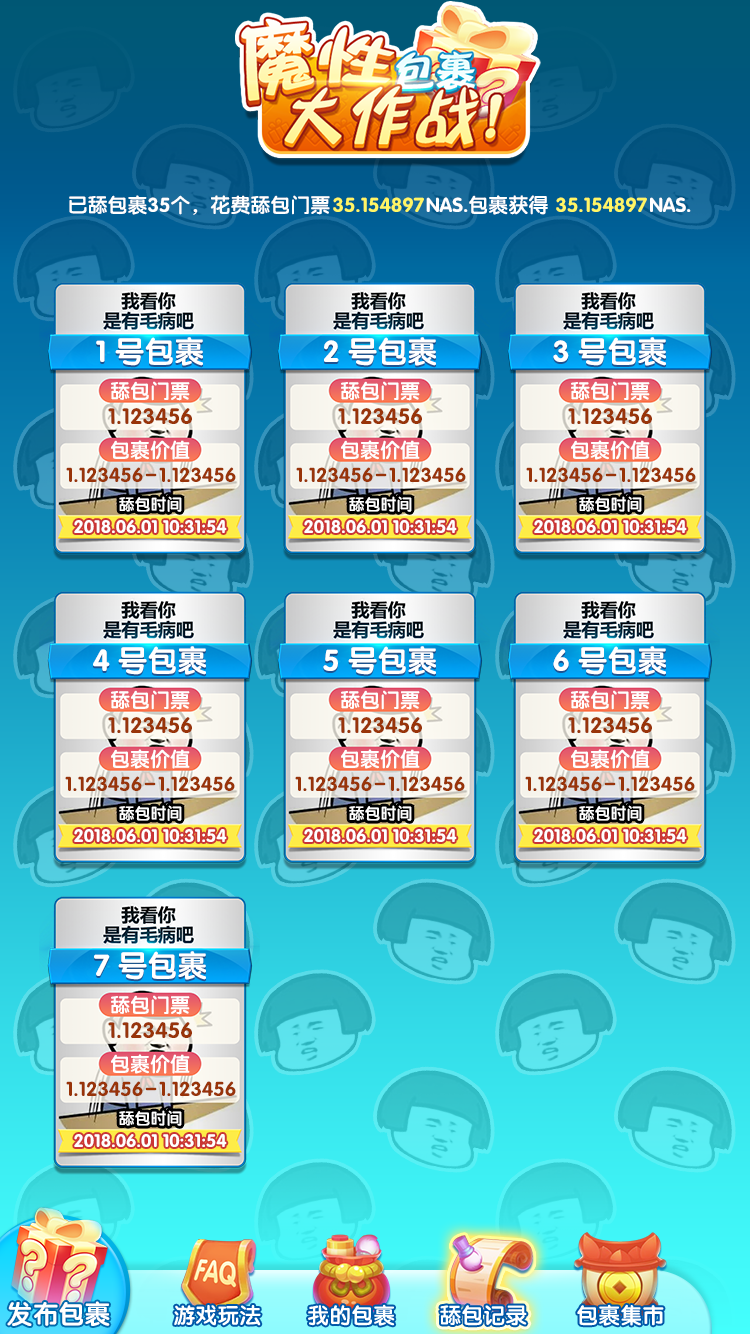 魔性包裹
大作战!
已舔包裹35个，花费舔包门票35.154897NAS.包裹获得 35.154897NAS.
我看你
是有毛病吧
1 号包裹
舔包门票
1.123456
包裹价值
1.123456-1.123456
舔包时间
2018.06.01 10:31:54
我看你
是有毛病吧
2 号包裹
舔包门票
1.123456
包裹价值
1.123456-1.123456
舔包时间
2018.06.01 10:31:54
我看你
是有毛病吧
3 号包裹
舔包门票
1.123456
包裹价值
1.123456-1.123456
舔包时间
2018.06.01 10:31:54
我看你
是有毛病吧
4 号包裹
舔包门票
1.123456
包裹价值
1.123456-1.123456
舔包时间
2018.06.01 10:31:54
我看你
是有毛病吧
5 号包裹
舔包门票
1.123456
包裹价值
1.123456-1.123456
舔包时间
2018.06.01 10:31:54
我看你
是有毛病吧
6 号包裹
舔包门票
1.123456
包裹价值
1.123456-1.123456
舔包时间
2018.06.01 10:31:54
我看你
是有毛病吧
7 号包裹
舔包门票
1.123456
包裹价值
1.123456-1.123456
舔包时间
2018.06.01 10:31:54
? ?
FAQ
发布包裹
游戏玩法
我的包裹
舔包记录
包裹集市